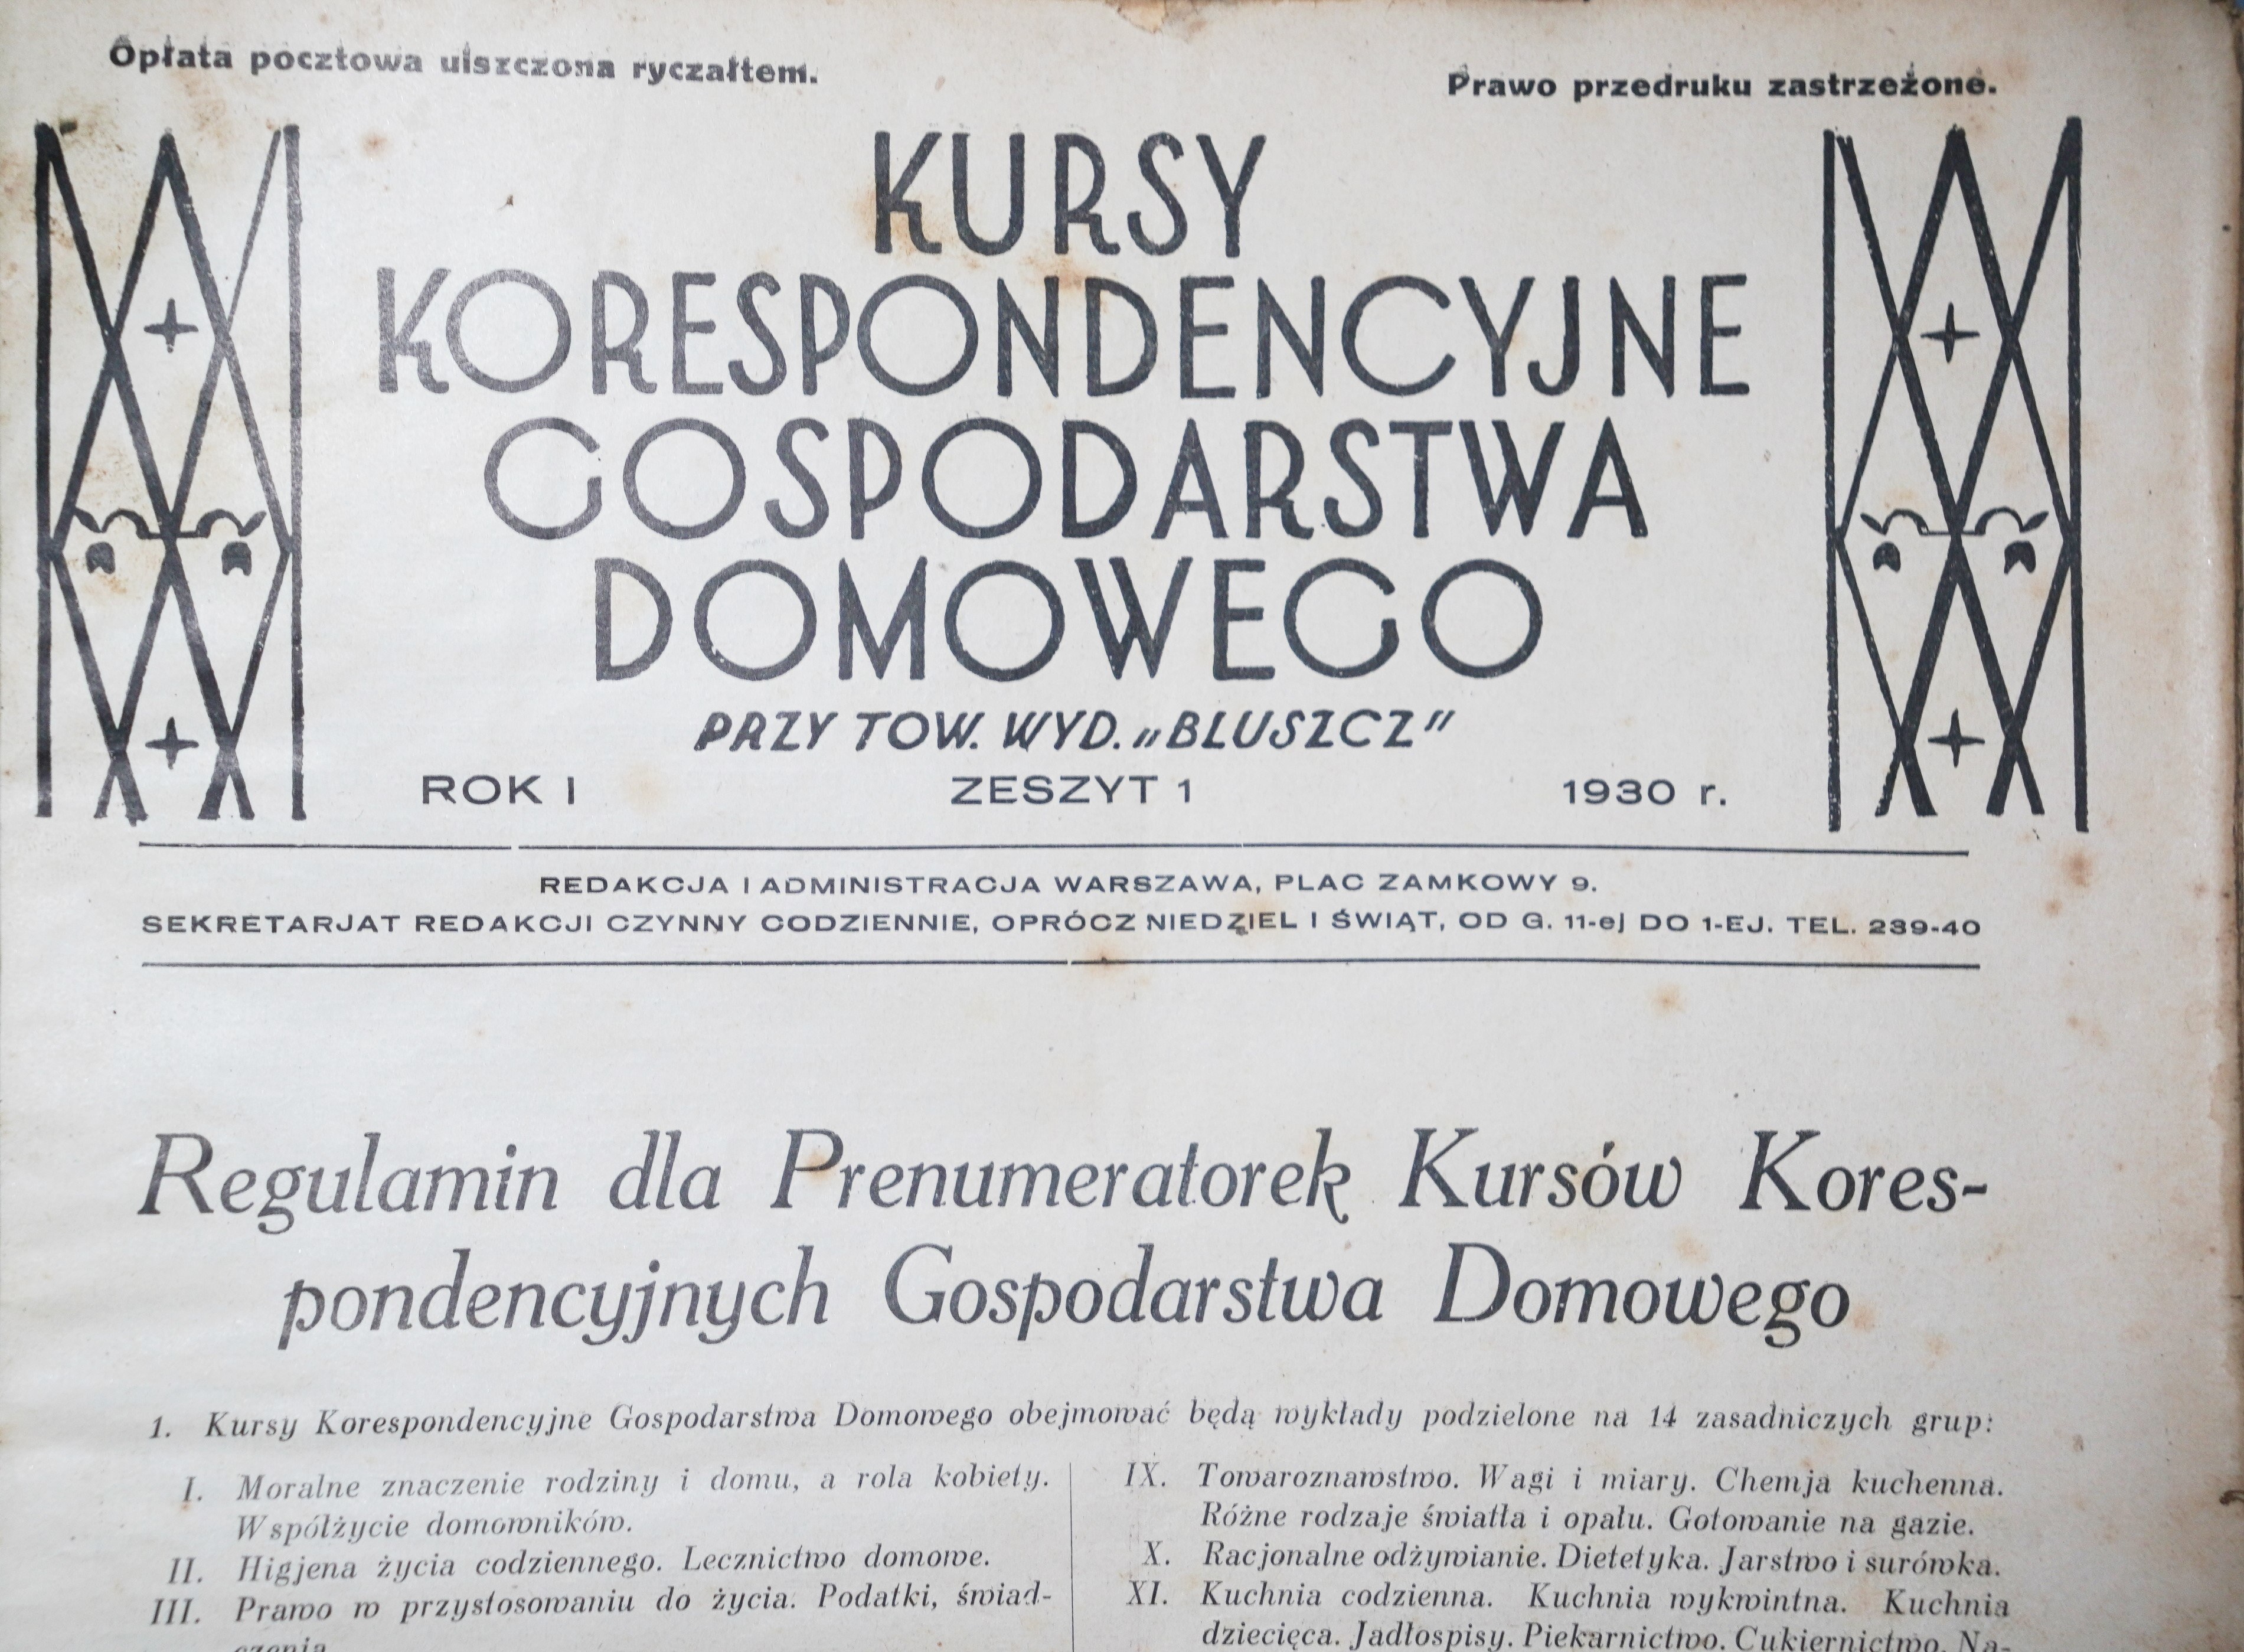 Opłata pocztowa uiszczona ryczałtem.
Prawo przedruku zastrzeżone.
KURSY
KORESPONDENCYJNE
GOSPODARSTWA
DOMOWEGO
PRZY TOW. WYD. „BLUSZCZ"
ROK I ZESZYT 1 1930 r.
REDAKCJA I ADMINISTRACJA WARSZAWA, PLAC ZAMKOWY 9.
SEKRETARJAT REDAKCJI CZYNNY CODZIENNIE, OPRÓCZ NIEDZIEL I ŚWIĄT, OD G. 11-ej DO 1-EJ. TEL. 239-40
Regulamin dla Prenumeratorek Kursów Kores-
pondencyjnych Gospodarstwa Domowego
1. Kursy Korespondencyjne Gospodarstwa Domowego obejmować będą wykłady podzielone na 14 zasadniczych grup:
I. Moralne znaczenie rodziny i domu, a rola kobiety.
Współżycie domowników.
II. Higjena życia codziennego. Lecznictwo domowe.
III. Prawo w przystosowaniu do życia. Podatki, świad-
czenia
IX. Towaroznawstwo. Wagi i miary. Chemja kuchenna.
Różne rodzaje światła i opału. Gotowanie na gazie.
X. Racjonalne odżywianie. Dietetyka. Jarstwo i surówka.
XI. Kuchnia codzienna. Kuchnia wykwintna. Kuchnia
dziecięca. Jadłospisy. Piekarnictwo. Cukiernictwo. Na-